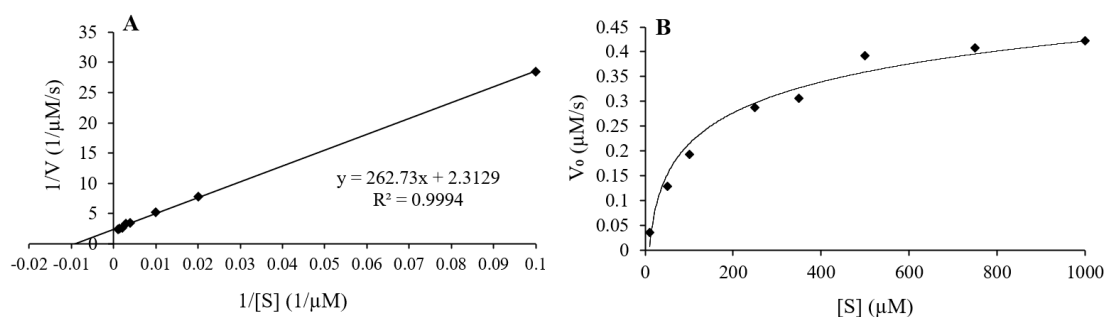 A
35
30
25
20
15
10
5
0
1/V (1/µM/s)
y = 262.73x + 2.3129
R² = 0.9994
-0.02 -0.01 0 0.01 0.02 0.03 0.04 0.05 0.06 0.07 0.08 0.09 0.1
1/[S] (1/µM)
B
0.45
0.4
0.35
0.3
0.25
0.2
0.15
0.1
0.05
0
V₀ (µM/s)
0 200 400 600 800 1000
[S] (µM)